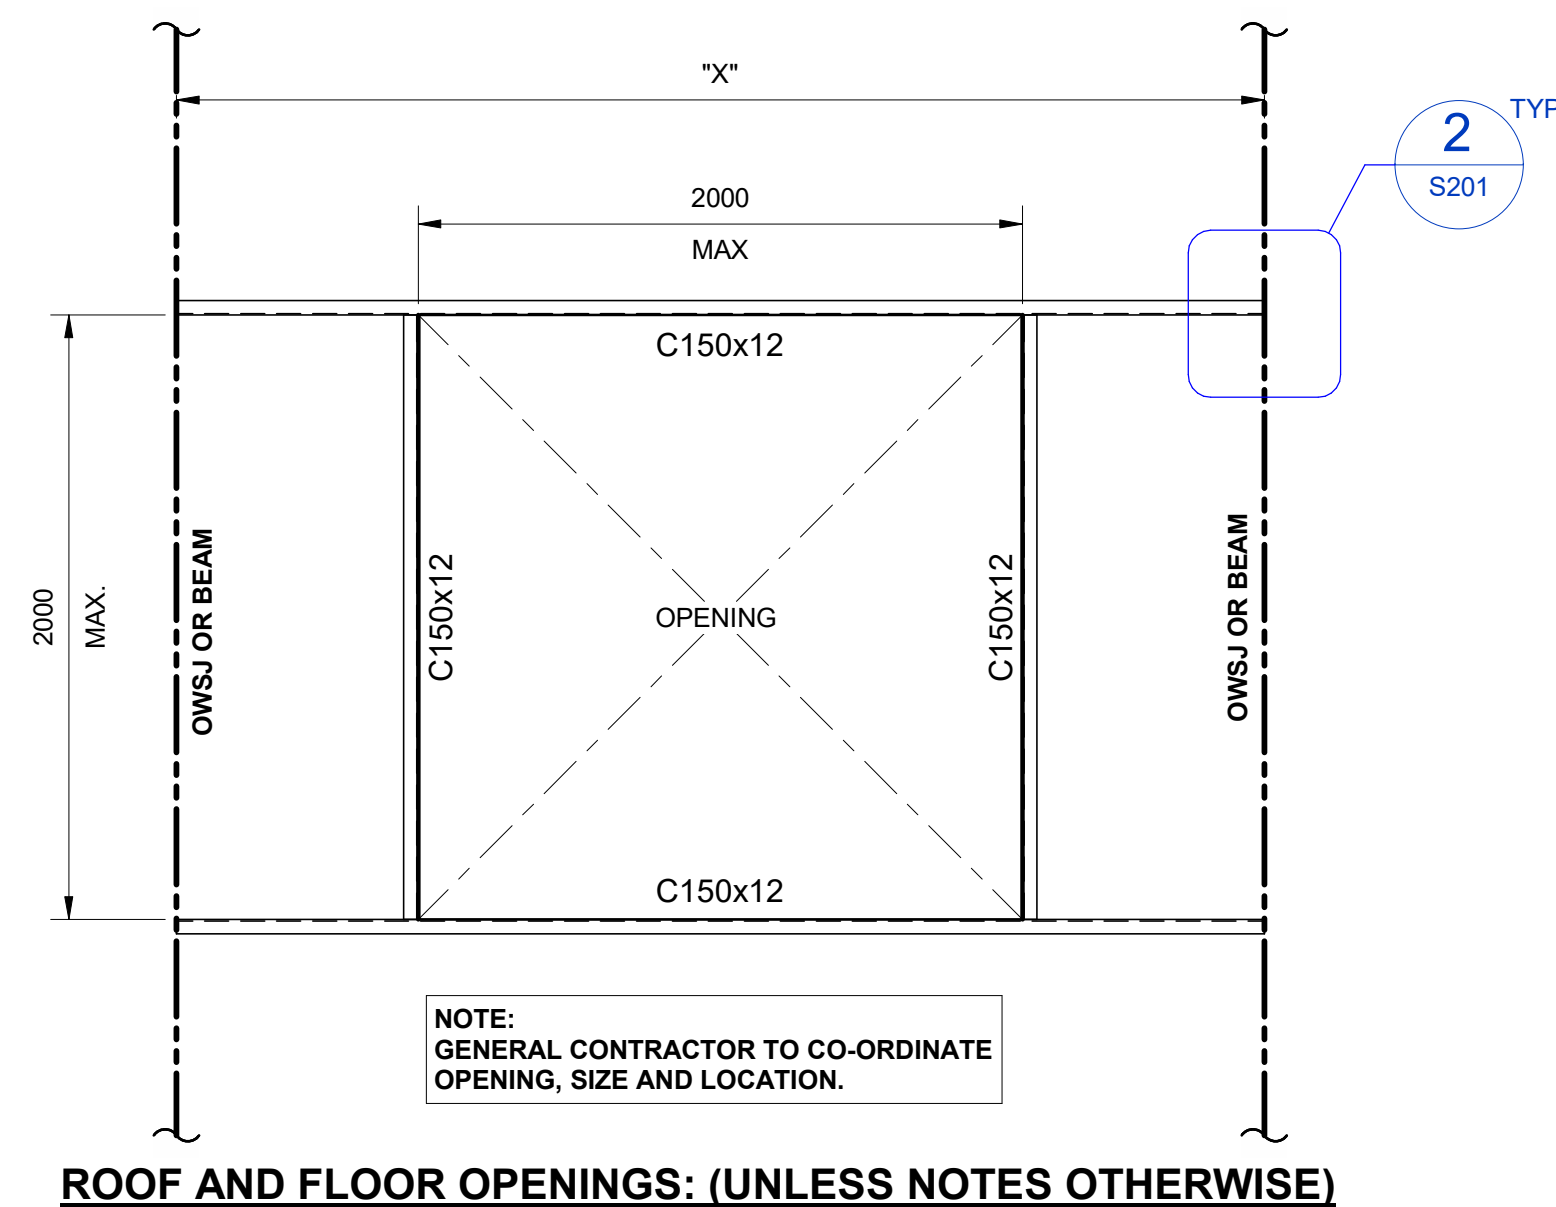 "X"
2
TYP
S201
2000
MAX
C150x12
2000
MAX.
OWSJ OR BEAM
C150x12
OPENING
C150x12
OWSJ OR BEAM
C150x12
NOTE:
GENERAL CONTRACTOR TO CO-ORDINATE
OPENING, SIZE AND LOCATION.
ROOF AND FLOOR OPENINGS: (UNLESS NOTES OTHERWISE)